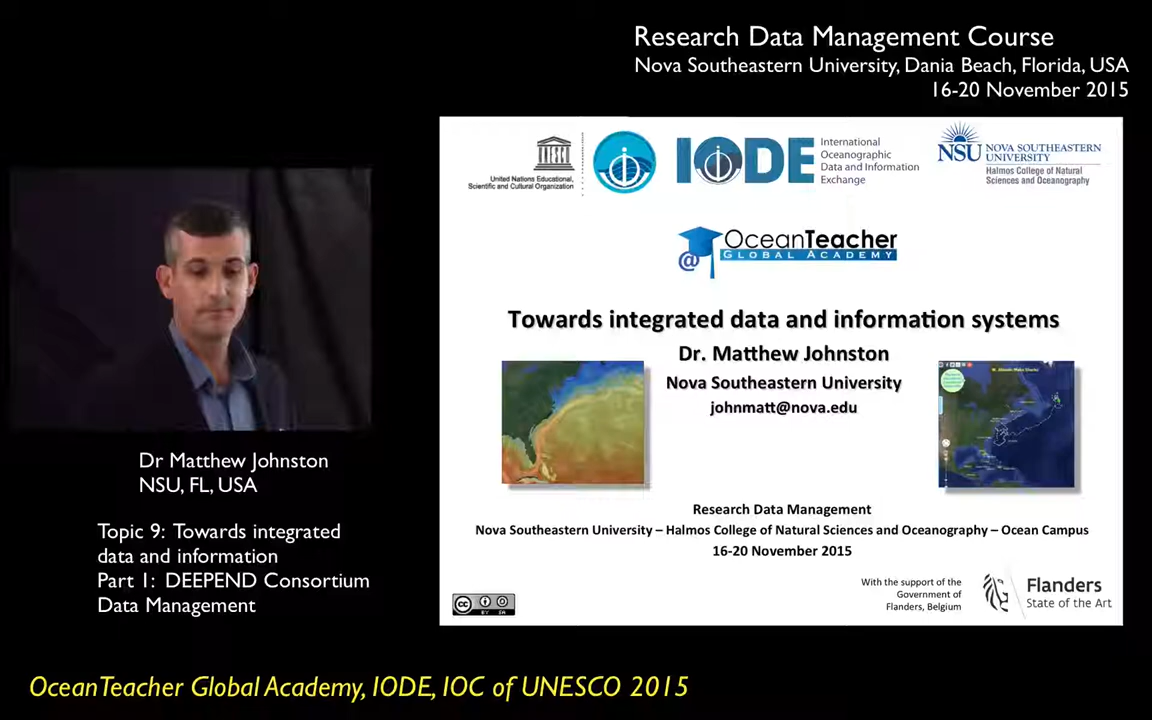 Research Data Management Course
Nova Southeastern University, Dania Beach, Florida, USA
16-20 November 2015
United Nations Educational,
Scientific and Cultural Organization
IODE
International
Oceanographic
Data and Information
Exchange
NSU
NOVA SOUTHEASTERN
UNIVERSITY
Halmos College of Natural
Sciences and Oceanography
@
OceanTeacher
GLOBAL ACADEMY
Towards integrated data and information systems
Dr. Matthew Johnston
Nova Southeastern University
johnmatt@nova.edu
Research Data Management
Nova Southeastern University – Halmos College of Natural Sciences and Oceanography – Ocean Campus
16-20 November 2015
With the support of the
Government of
Flanders, Belgium
Flanders
State of the Art
cc
BY SA
Dr Matthew Johnston
NSU, FL, USA
Topic 9: Towards integrated
data and information
Part 1: DEEPEND Consortium
Data Management
OceanTeacher Global Academy, IODE, IOC of UNESCO 2015